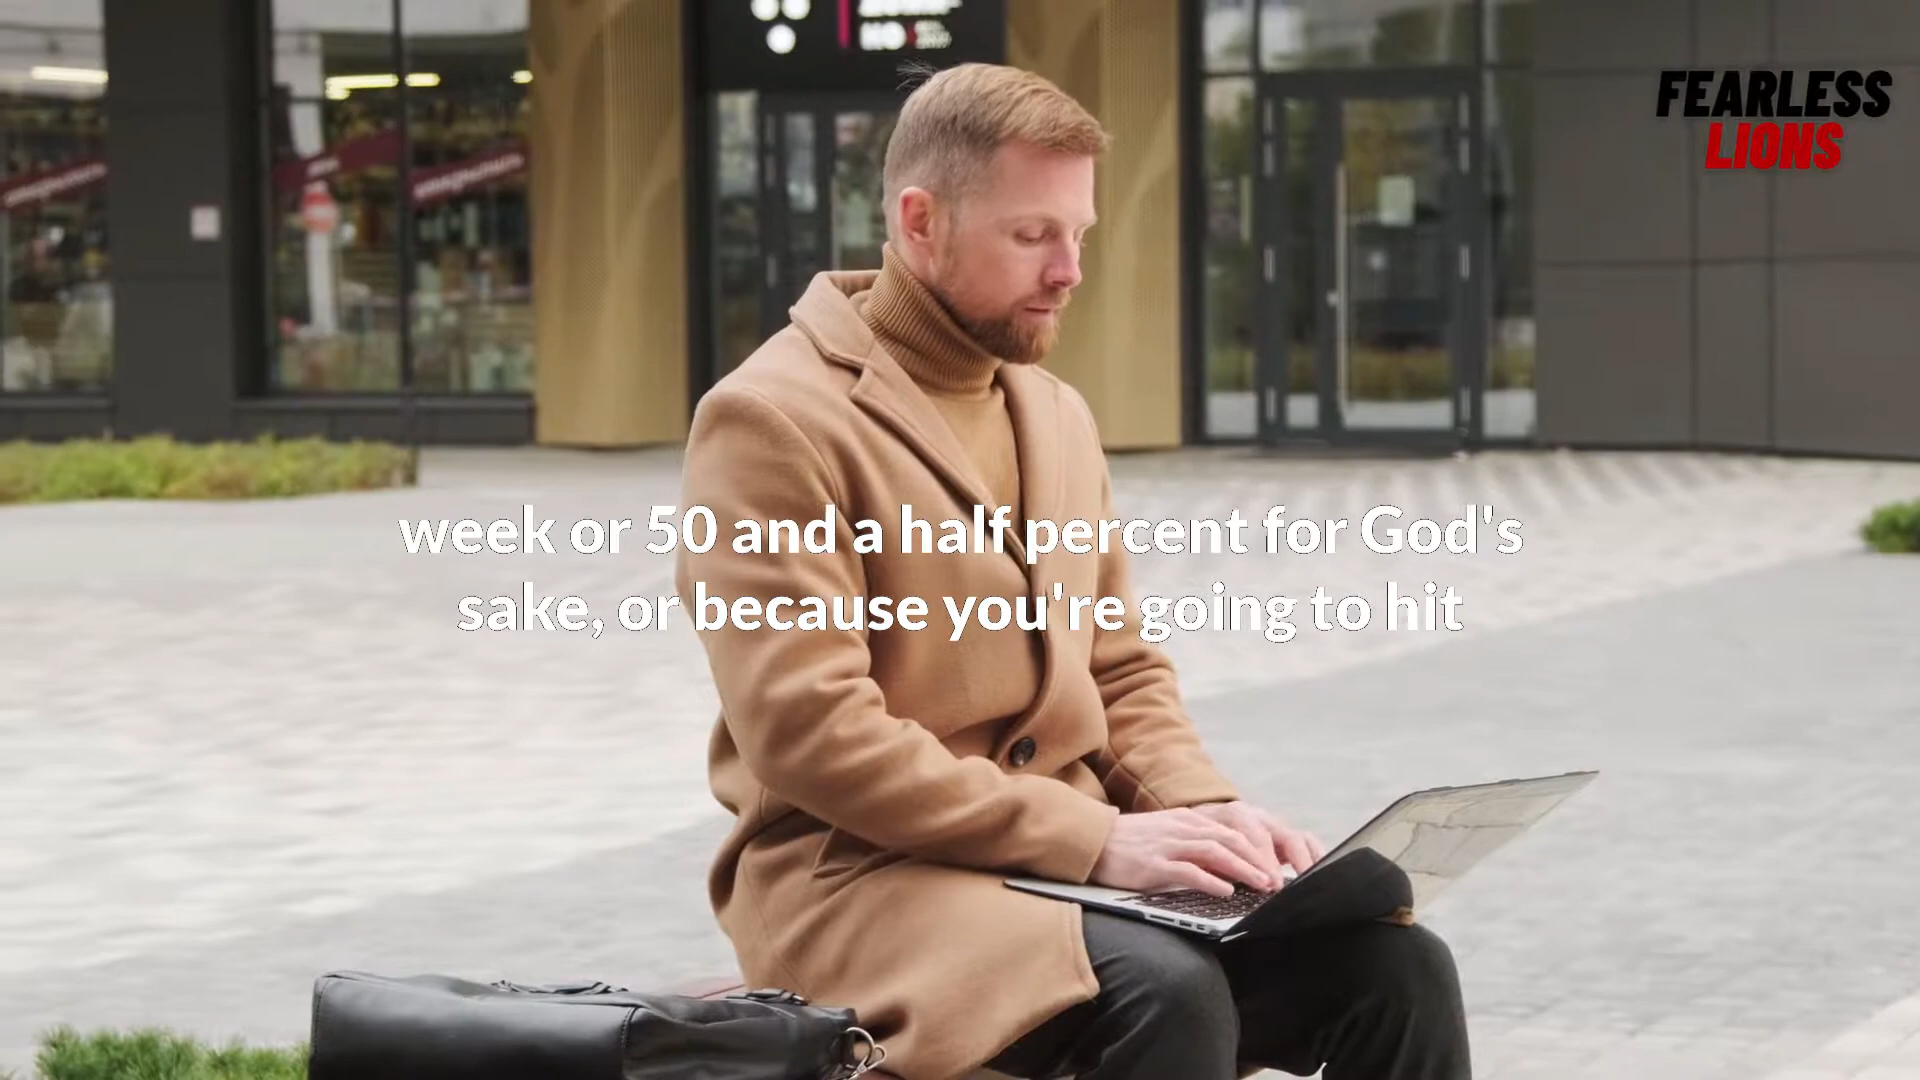 FEARLESS
LIONS
week or 50 and a half percent for God's
sake, or because you're going to hit